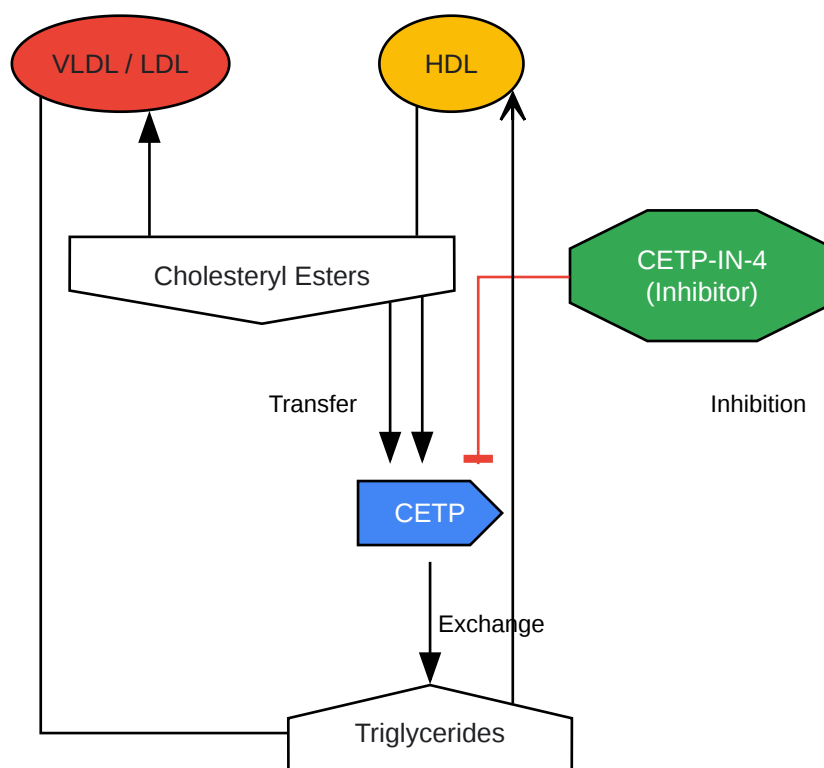 VLDL / LDL
HDL
Cholesteryl Esters
CETP-IN-4
(Inhibitor)
Transfer
Inhibition
CETP
Exchange
Triglycerides